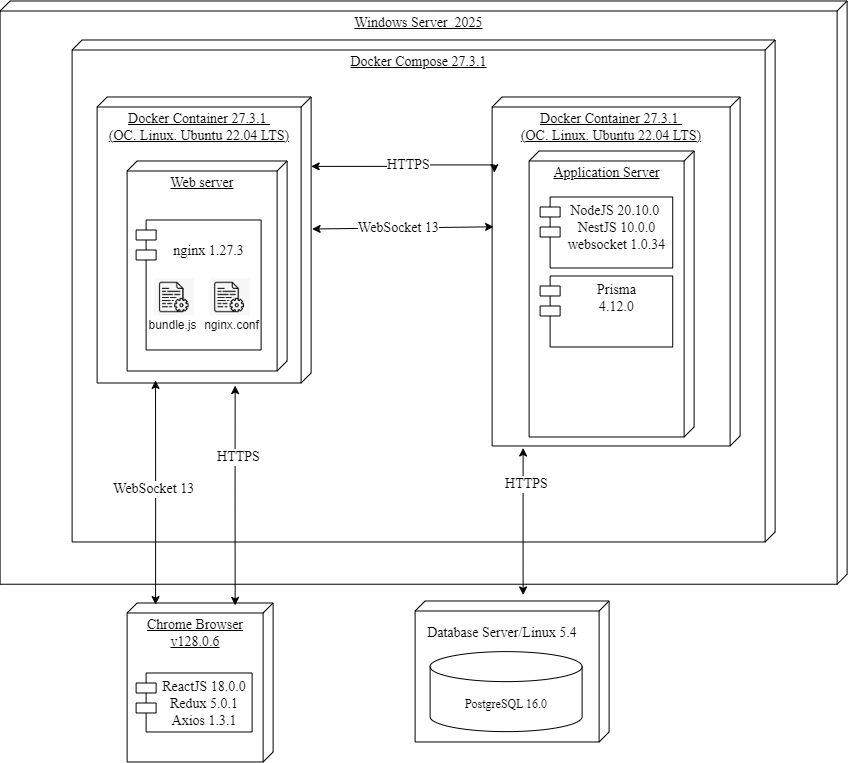 Windows Server  2025
Docker Compose 27.3.1
Docker Container 27.3.1
(OC. Linux. Ubuntu 22.04 LTS)
Web server
nginx 1.27.3
bundle.js
nginx.conf
HTTPS
WebSocket 13
Docker Container 27.3.1
(OC. Linux. Ubuntu 22.04 LTS)
Application Server
NodeJS 20.10.0
NestJS 10.0.0
websocket 1.0.34
Prisma
4.12.0
HTTPS
WebSocket 13
HTTPS
Chrome Browser
v128.0.6
ReactJS 18.0.0
Redux 5.0.1
Axios 1.3.1
Database Server/Linux 5.4
PostgreSQL 16.0